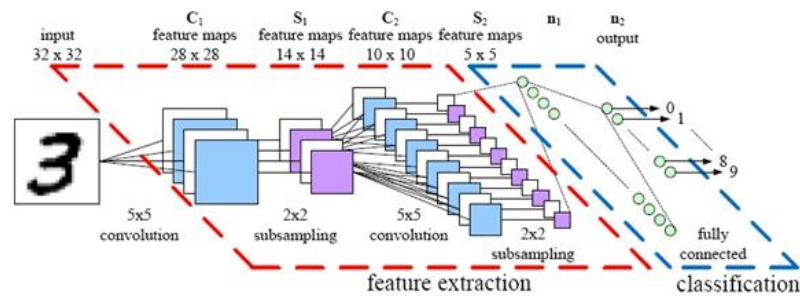 C₁ S₁ C₂ S₂ n₁ n₂
input feature maps feature maps feature maps feature maps output
32 x 32 28 x 28 14 x 14 10 x 10 5 x 5
3
0
1
8
9
5x5 2x2 5x5 2x2 fully
convolution subsampling convolution subsampling connected
feature extraction classification